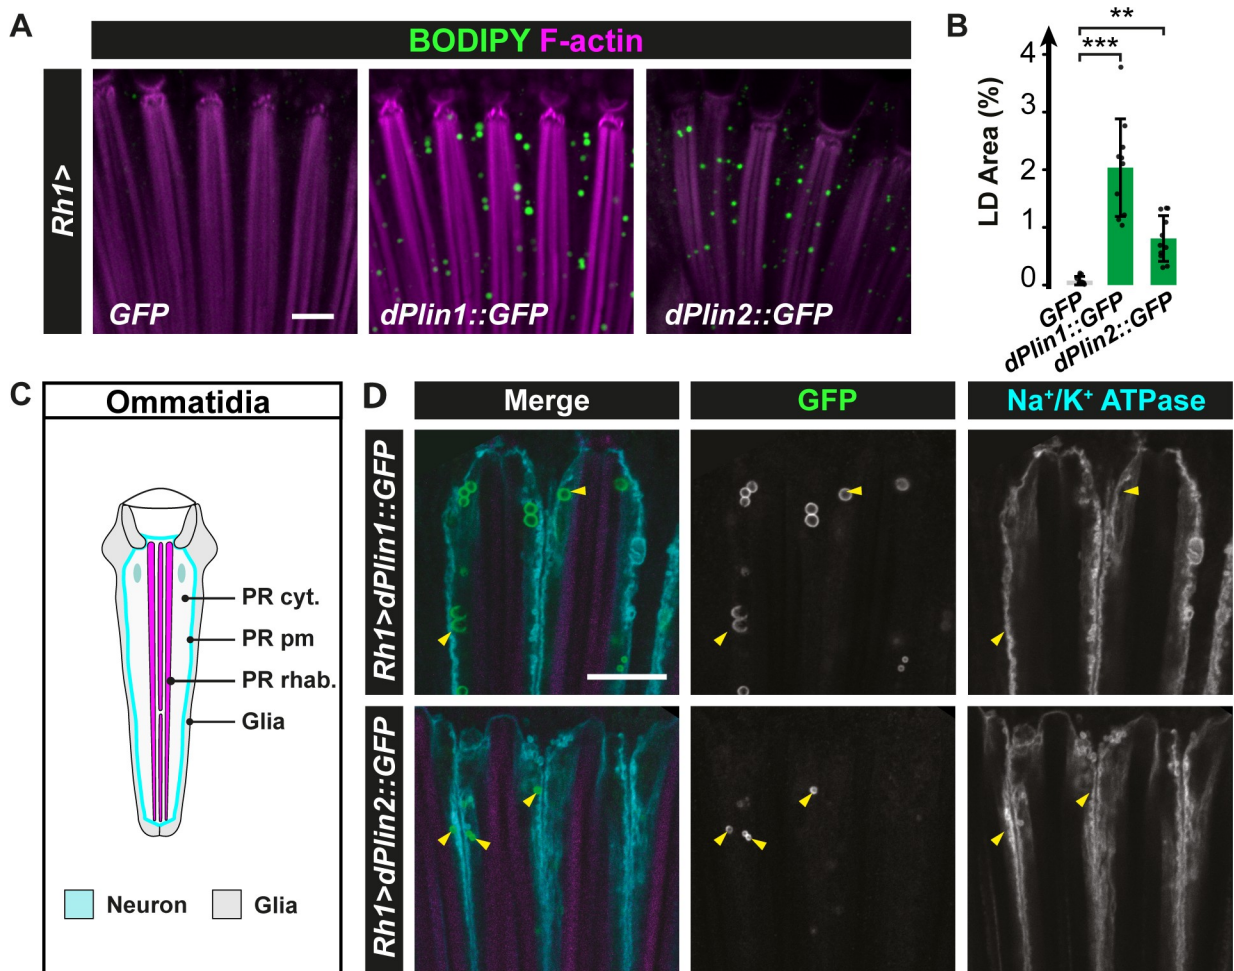 A
BODIPY F-actin
Rh1>
GFP
dPlin1::GFP
dPlin2::GFP
B
**
***
LD Area (%)
4
3
2
1
0
GFP
dPlin1::GFP
dPlin2::GFP
C
Ommatidia
PR cyt.
PR pm
PR rhab.
Glia
Neuron
Glia
D
Merge
GFP
Na⁺/K⁺ ATPase
Rh1>dPlin1::GFP
Rh1>dPlin2::GFP